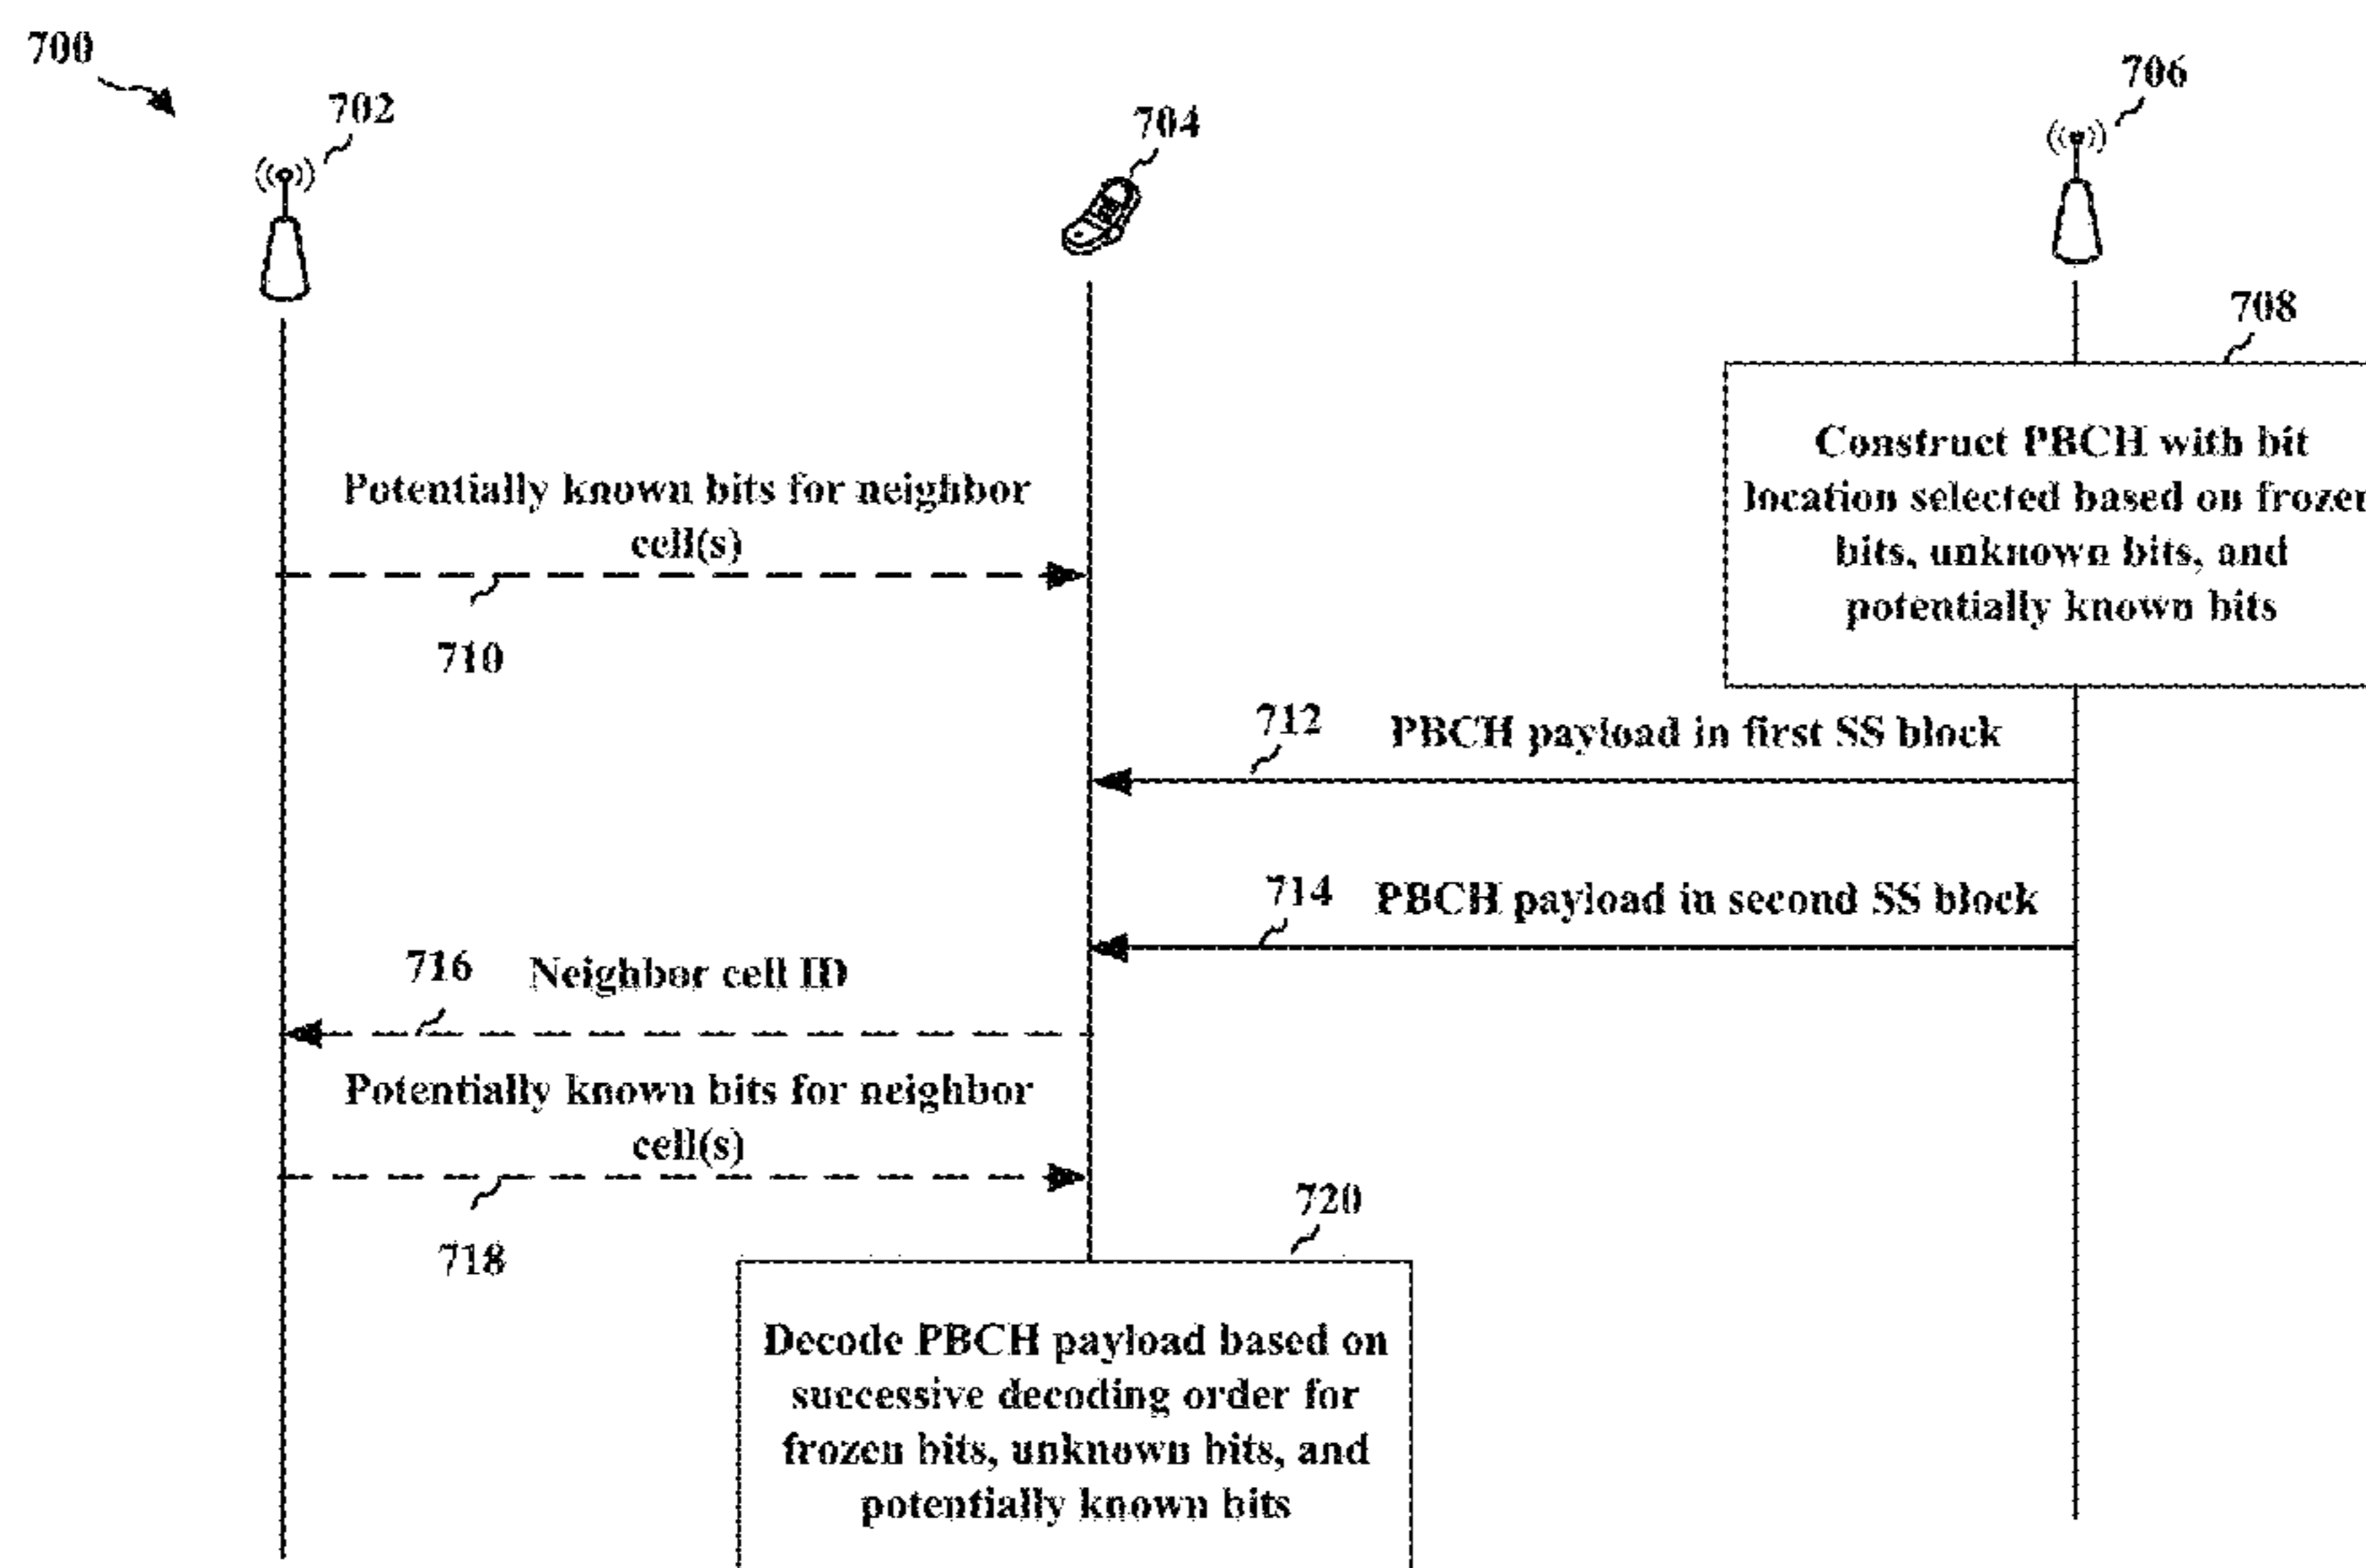 700
702
704
706
708
Construct PBCH with bit
location selected based on frozen
bits, unknown bits, and
potentially known bits
Potentially known bits for neighbor
cell(s)
710
712 PBCH payload in first SS block
714 PBCH payload in second SS block
716 Neighbor cell ID
Potentially known bits for neighbor
cell(s)
718
720
Decode PBCH payload based on
successive decoding order for
frozen bits, unknown bits, and
potentially known bits